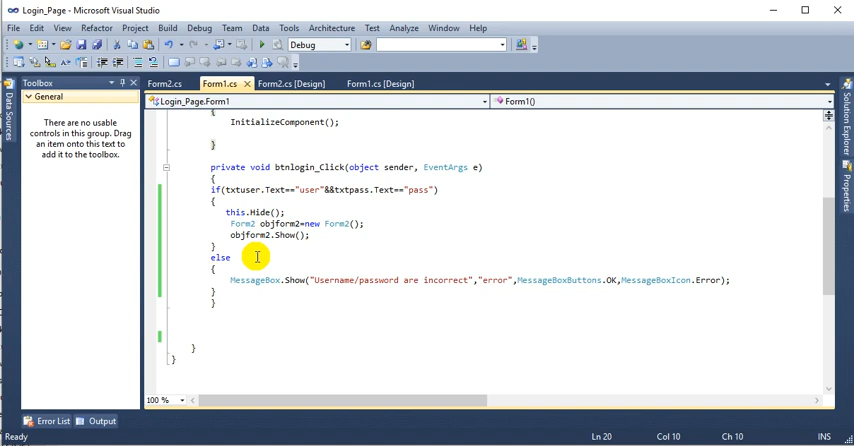 Login_Page - Microsoft Visual Studio
File Edit View Refactor Project Build Debug Team Data Tools Architecture Test Analyze Window Help
Debug
Toolbox
Form2.cs Form1.cs Form2.cs [Design] Form1.cs [Design]
General
Login_Page.Form1 Form1()
There are no usable
controls in this group. Drag
an item onto this text to
add it to the toolbox.
Data Sources
Solution Explorer
Properties
{
InitializeComponent();
}
private void btnlogin_Click(object sender, EventArgs e)
{
if(txtuser.Text=="user"&&txtpass.Text=="pass")
{
this.Hide();
Form2 objform2=new Form2();
objform2.Show();
}
else
{
MessageBox.Show("Username/password are incorrect","error",MessageBoxButtons.OK,MessageBoxIcon.Error);
}
}
}
}
100 %
Error List Output
Ready Ln 20 Col 10 Ch 10 INS